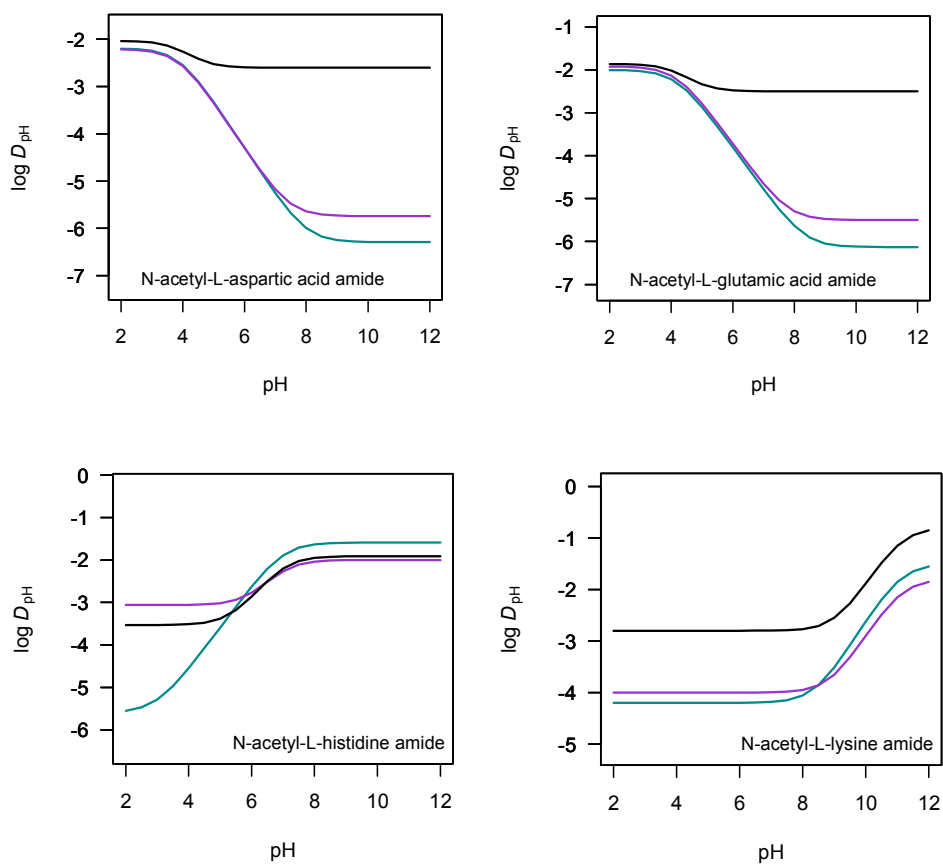 -2
-3
-4
-5
-6
-7
log DpH
N-acetyl-L-aspartic acid amide
2 4 6 8 10 12
pH
-1
-2
-3
-4
-5
-6
-7
log DpH
N-acetyl-L-glutamic acid amide
2 4 6 8 10 12
pH
0
-1
-2
-3
-4
-5
-6
log DpH
N-acetyl-L-histidine amide
2 4 6 8 10 12
pH
0
-1
-2
-3
-4
-5
log DpH
N-acetyl-L-lysine amide
2 4 6 8 10 12
pH